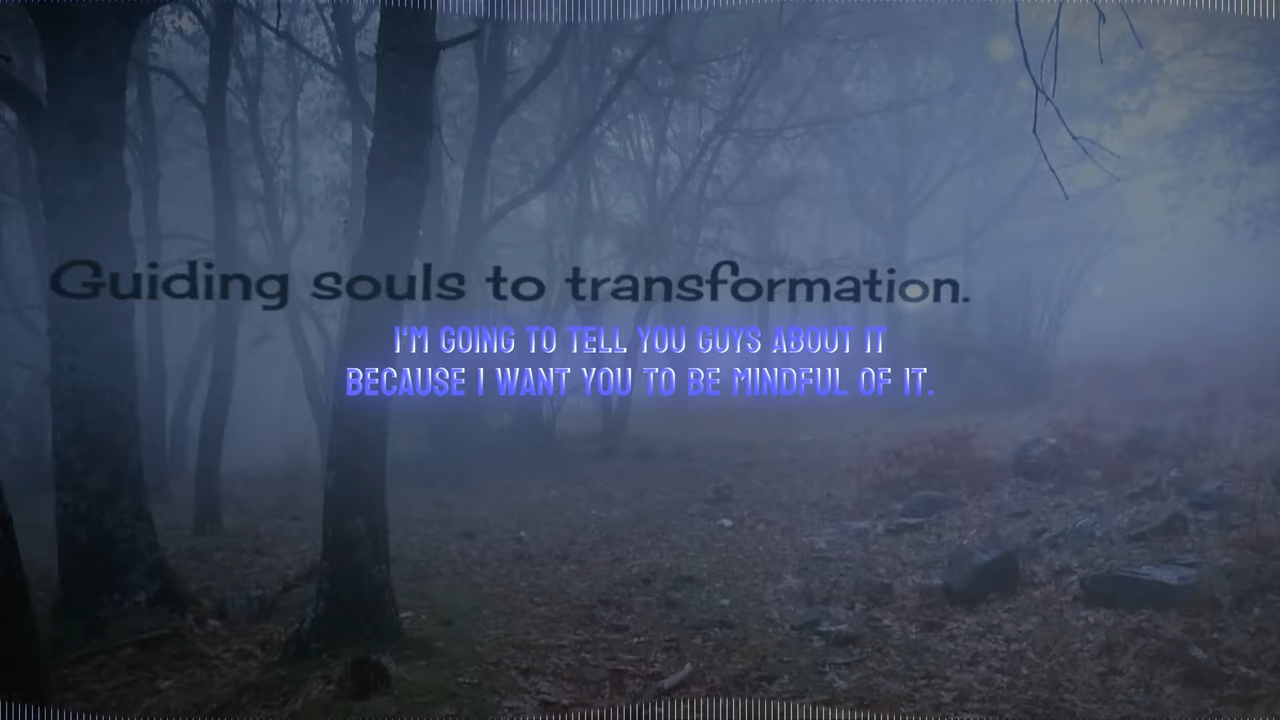 Guiding souls to transformation.
I'M GOING TO TELL YOU GUYS ABOUT IT
BECAUSE I WANT YOU TO BE MINDFUL OF IT.